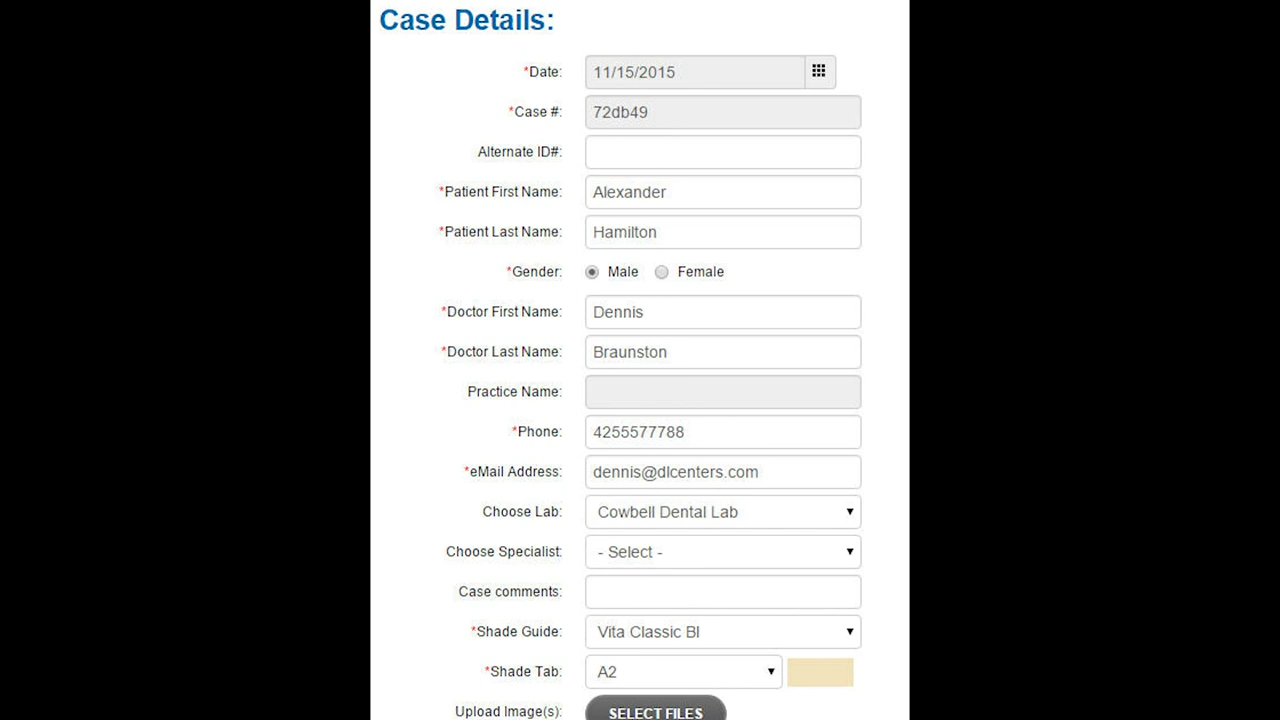 Case Details:
*Date: 11/15/2015
*Case #: 72db49
Alternate ID#:
*Patient First Name: Alexander
*Patient Last Name: Hamilton
*Gender: Male Female
*Doctor First Name: Dennis
*Doctor Last Name: Braunston
Practice Name:
*Phone: 4255577788
*eMail Address: dennis@dlcenters.com
Choose Lab: Cowbell Dental Lab
Choose Specialist: - Select -
Case comments:
*Shade Guide: Vita Classic Bl
*Shade Tab: A2
Upload Image(s): SELECT FILES